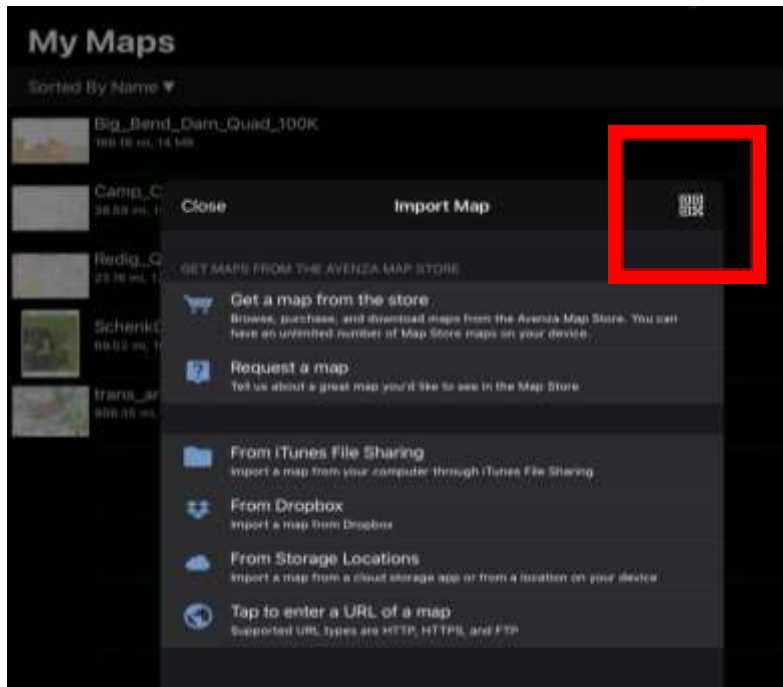 My Maps
Sorted By Name ▼
Big_Bend_Dam_Quad_100K
14 MB
Camp_C
Close
Import Map
Redig_Q
GET MAPS FROM THE AVENZA MAP STORE
Get a map from the store
Browse, purchase, and download maps from the Avenza Map Store. You can
have an unlimited number of Map Store maps on your device.
Request a map
Tell us about a great map you'd like to see in the Map Store
trans_ar
From iTunes File Sharing
Import a map from your computer through iTunes File Sharing
From Dropbox
Import a map from Dropbox
From Storage Locations
Import a map from a cloud storage app or from a location on your device
Tap to enter a URL of a map
Supported URL types are HTTP, HTTPS, and FTP